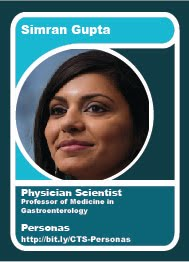 Simran Gupta
Physician Scientist
Professor of Medicine in
Gastroenterology
Personas
http://bit.ly/CTS-Personas